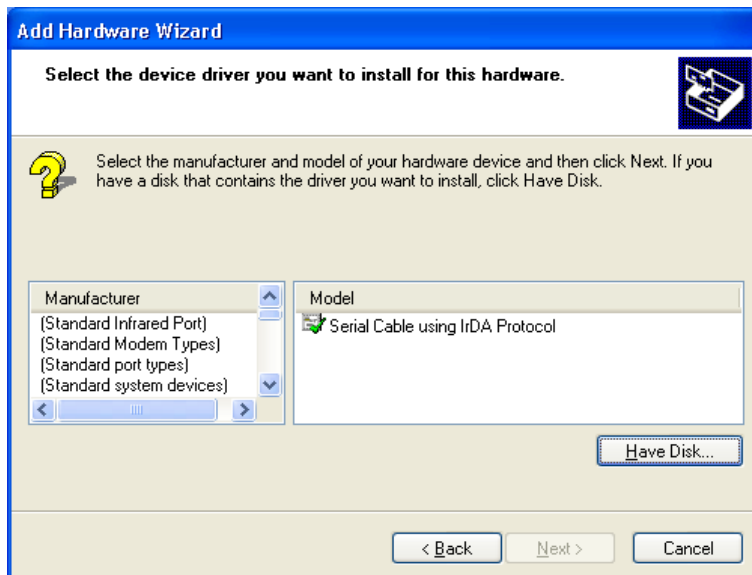 Add Hardware Wizard
Select the device driver you want to install for this hardware.
Select the manufacturer and model of your hardware device and then click Next. If you
have a disk that contains the driver you want to install, click Have Disk.
Manufacturer
(Standard Infrared Port)
(Standard Modem Types)
(Standard port types)
(Standard system devices)
Model
Serial Cable using IrDA Protocol
Have Disk...
< Back
Next >
Cancel